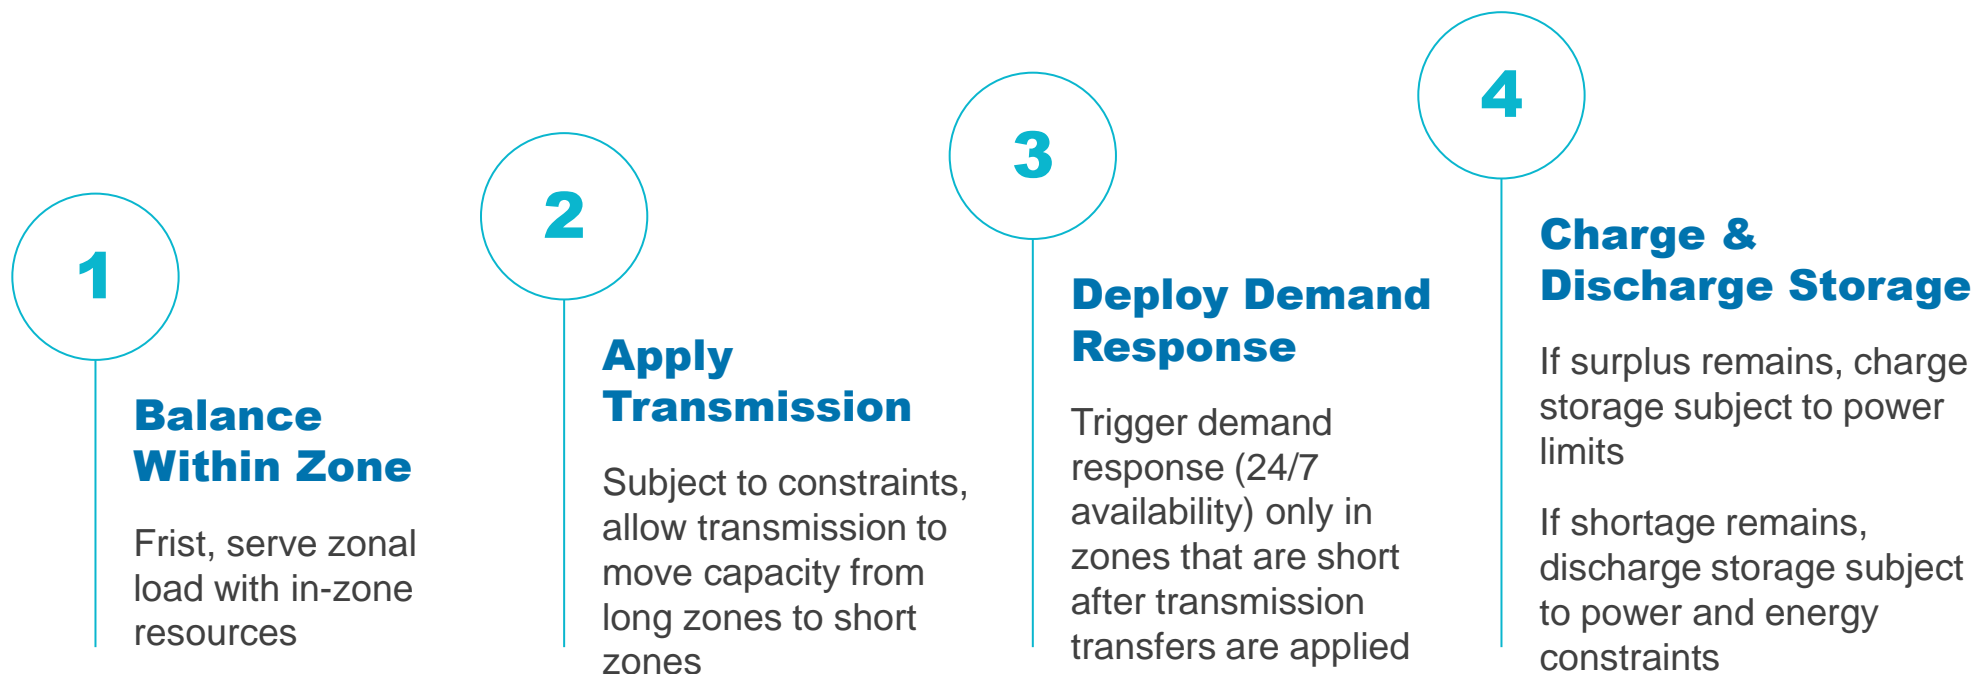 1
Balance
Within Zone
Frist, serve zonal
load with in-zone
resources
2
Apply
Transmission
Subject to constraints,
allow transmission to
move capacity from
long zones to short
zones
3
Deploy Demand
Response
Trigger demand
response (24/7
availability) only in
zones that are short
after transmission
transfers are applied
4
Charge &
Discharge Storage
If surplus remains, charge
storage subject to power
limits
If shortage remains,
discharge storage subject
to power and energy
constraints